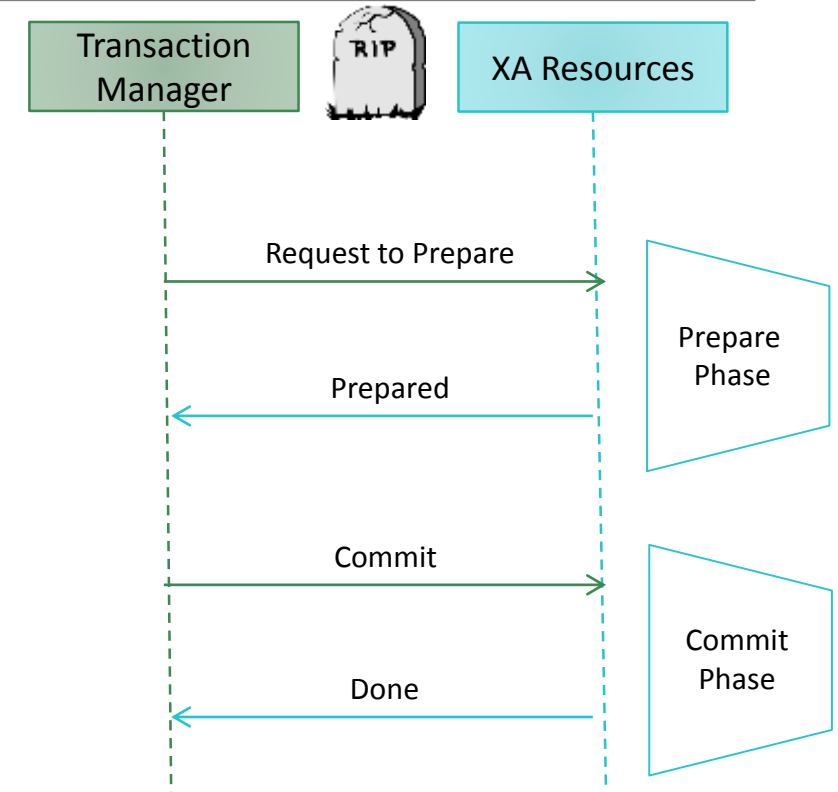 Transaction
Manager
RIP
XA Resources
Request to Prepare
Prepare
Phase
Prepared
Commit
Commit
Phase
Done